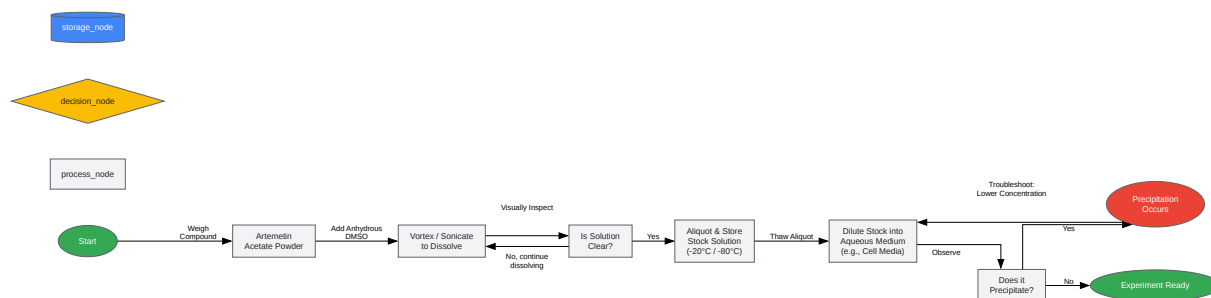 storage_node
decision_node
process_node
Start
Weigh
Compound
Artemetin
Acetate Powder
Add Anhydrous
DMSO
Vortex / Sonicate
to Dissolve
Visually Inspect
No, continue
dissolving
Is Solution
Clear?
Yes
Aliquot & Store
Stock Solution
(-20°C / -80°C)
Thaw Aliquot
Dilute Stock into
Aqueous Medium
(e.g., Cell Media)
Observe
Troubleshoot:
Lower Concentration
Does it
Precipitate?
Yes
Precipitation
Occurs
No
Experiment Ready